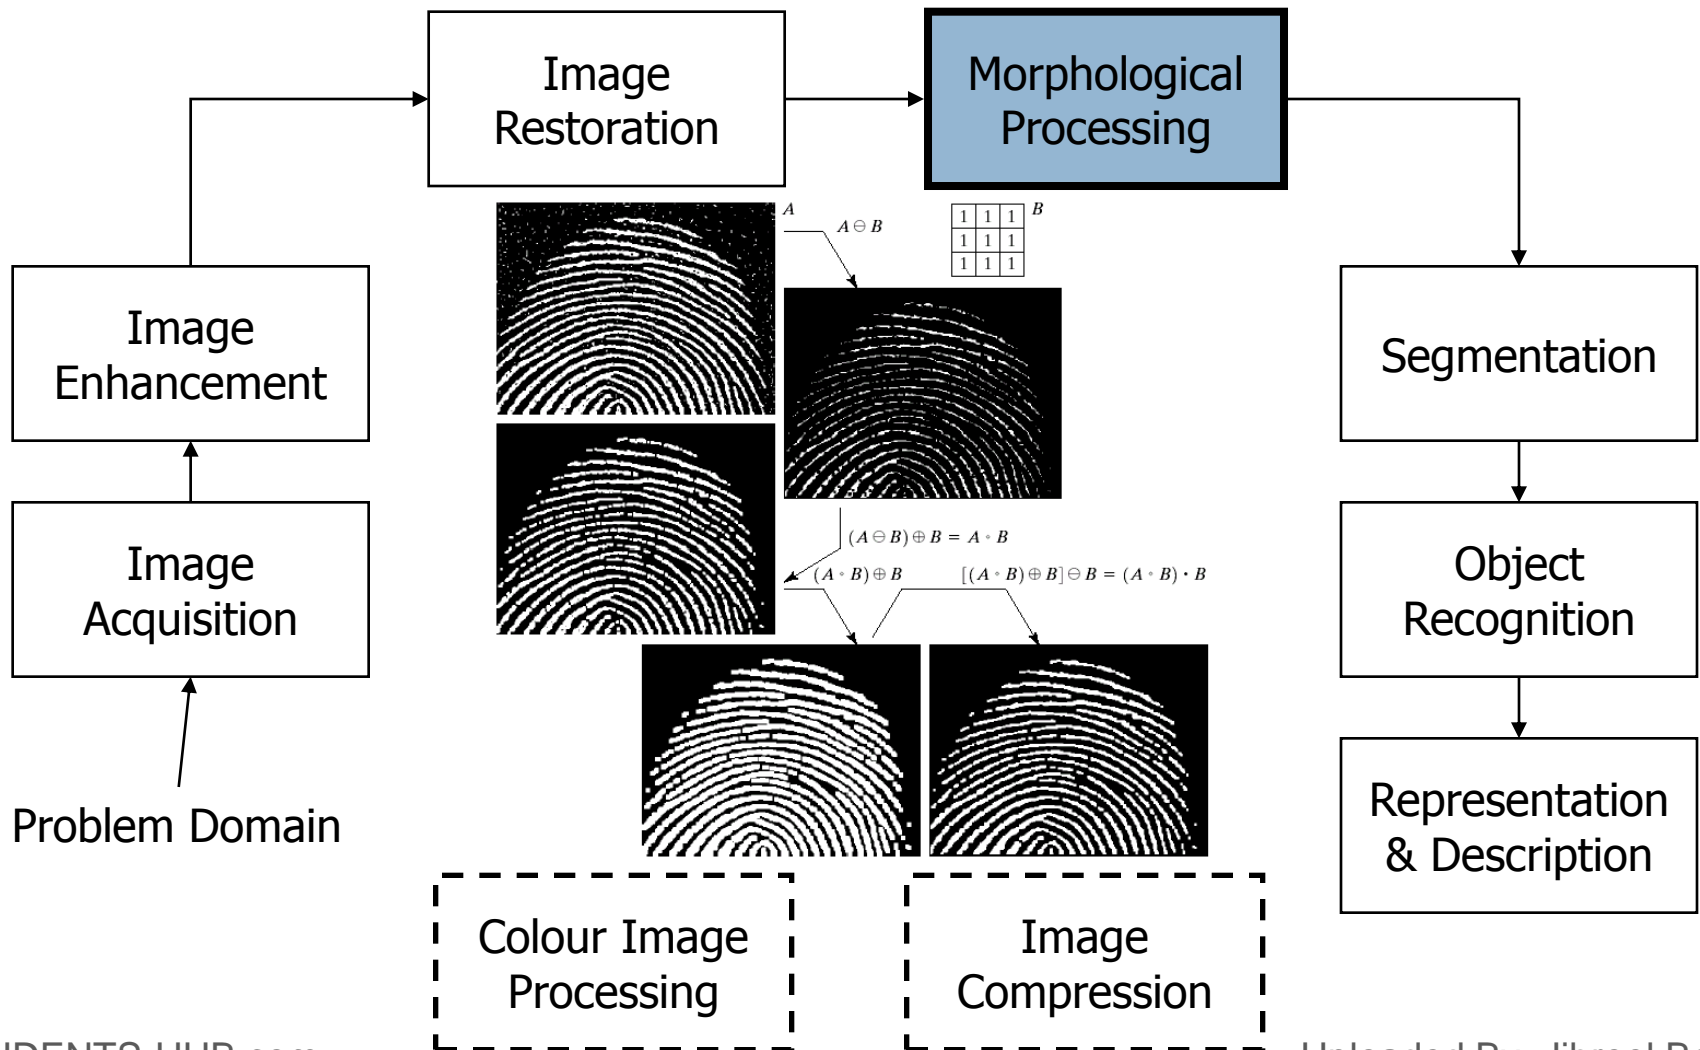 Image
Restoration
Morphological
Processing
A
A ⊖ B
1 1 1 B
1 1 1
1 1 1
Image
Enhancement
Segmentation
Image
Acquisition
(A ⊖ B) ⊕ B = A ∘ B
(A ∘ B) ⊕ B
[(A ∘ B) ⊕ B] ⊖ B = (A ∘ B) • B
Object
Recognition
Problem Domain
Representation
& Description
Colour Image
Processing
Image
Compression